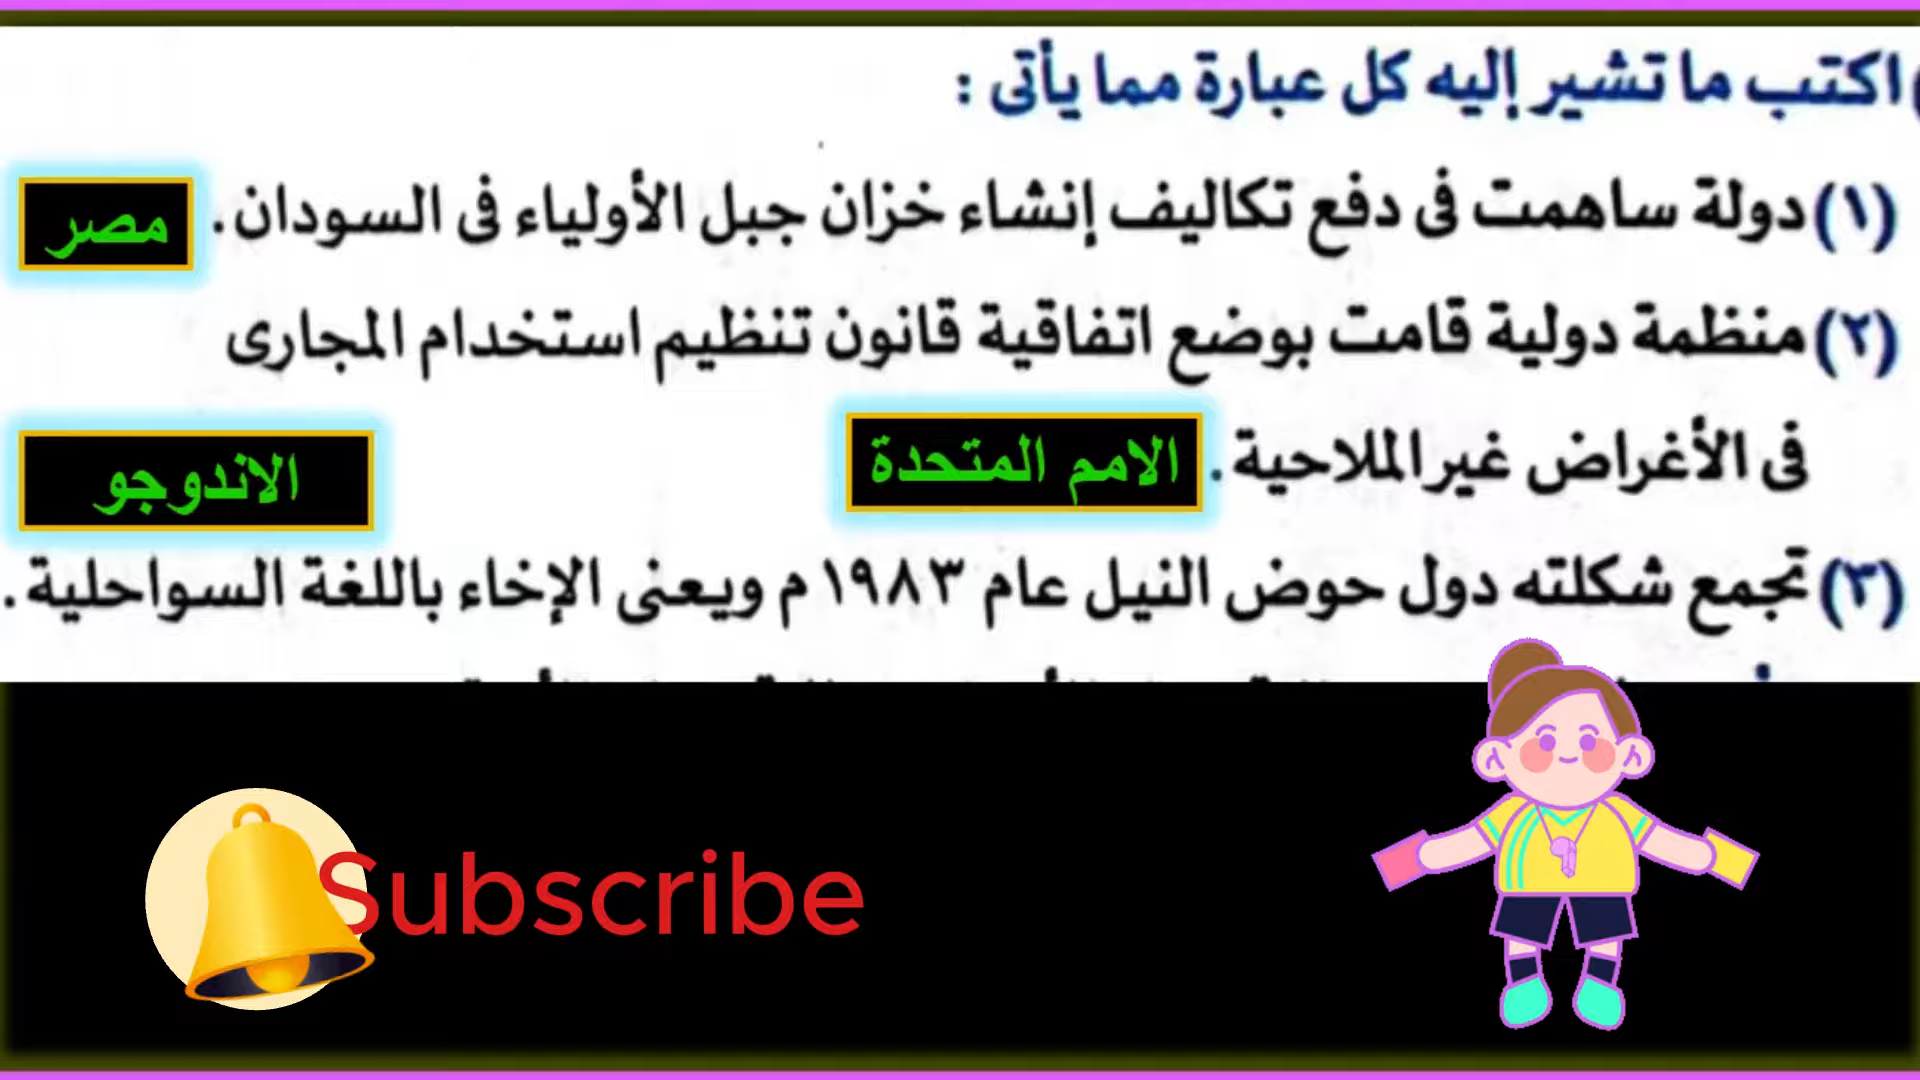 اكتب ما تشير إليه كل عبارة مما يأتى :
(١) دولة ساهمت فى دفع تكاليف إنشاء خزان جبل الأولياء فى السودان. مصر
(٢) منظمة دولية قامت بوضع اتفاقية قانون تنظيم استخدام المجارى
فى الأغراض غير الملاحية. الامم المتحدة
الاندوجو
(٣) تجمع شكلته دول حوض النيل عام ١٩٨٣ م ويعنى الإخاء باللغة السواحلية.
Subscribe